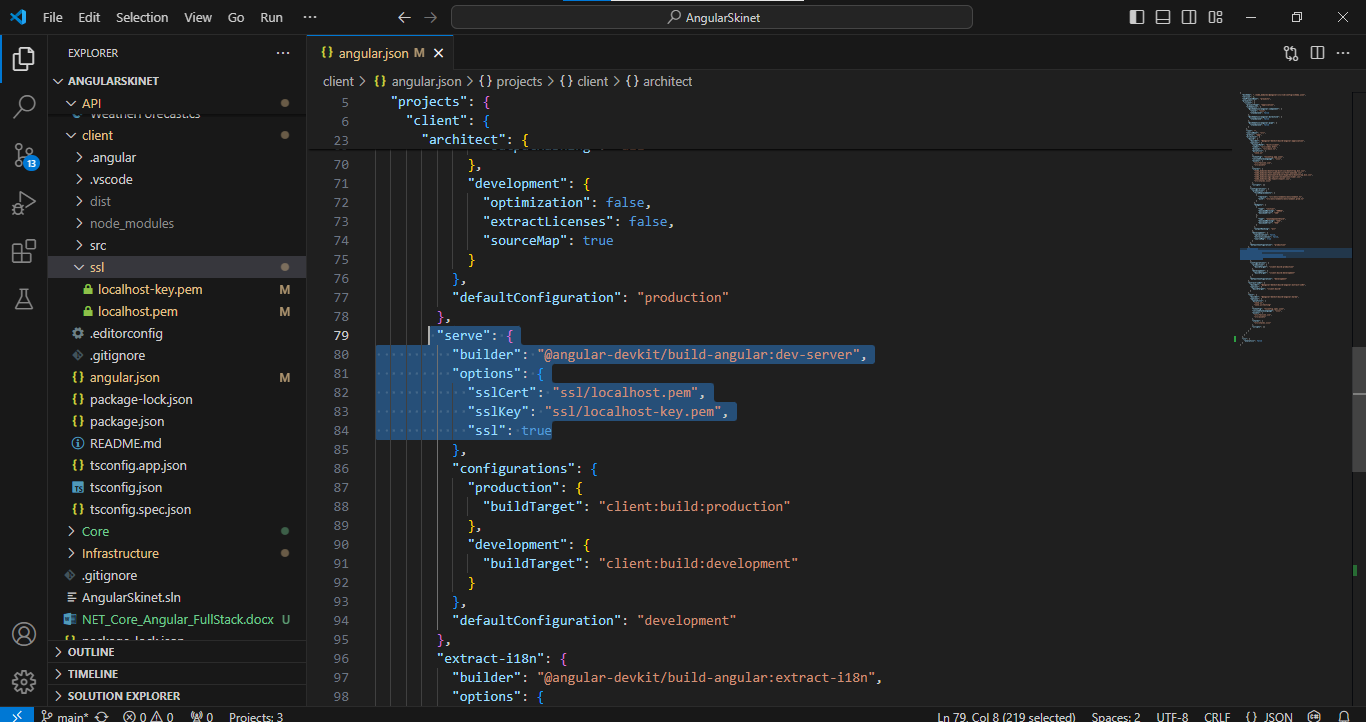 File Edit Selection View Go Run ··· AngularSkinet
EXPLORER ···
ANGULARSKINET
API
WeatherForecast.cs
client
.angular
.vscode
dist
node_modules
src
ssl
localhost-key.pem M
localhost.pem M
.editorconfig
.gitignore
angular.json M
package-lock.json
package.json
README.md
tsconfig.app.json
tsconfig.json
tsconfig.spec.json
Core
Infrastructure
.gitignore
AngularSkinet.sln
NET_Core_Angular_FullStack.docx U
package-lock.json
OUTLINE
TIMELINE
SOLUTION EXPLORER
13
{} angular.json M
client > {} angular.json > {} projects > {} client > {} architect
5 "projects": {
6 "client": {
23 "architect": {
70 },
71 "development": {
72 "optimization": false,
73 "extractLicenses": false,
74 "sourceMap": true
75 }
76 },
77 "defaultConfiguration": "production"
78 },
79 "serve": {
80 "builder": "@angular-devkit/build-angular:dev-server",
81 "options": {
82 "sslCert": "ssl/localhost.pem",
83 "sslKey": "ssl/localhost-key.pem",
84 "ssl": true
85 },
86 "configurations": {
87 "production": {
88 "buildTarget": "client:build:production"
89 },
90 "development": {
91 "buildTarget": "client:build:development"
92 }
93 },
94 "defaultConfiguration": "development"
95 },
96 "extract-i18n": {
97 "builder": "@angular-devkit/build-angular:extract-i18n",
98 "options": {
main* 0 0 0 Projects: 3 Ln 79, Col 8 (219 selected) Spaces: 2 UTF-8 CRLF {} JSON